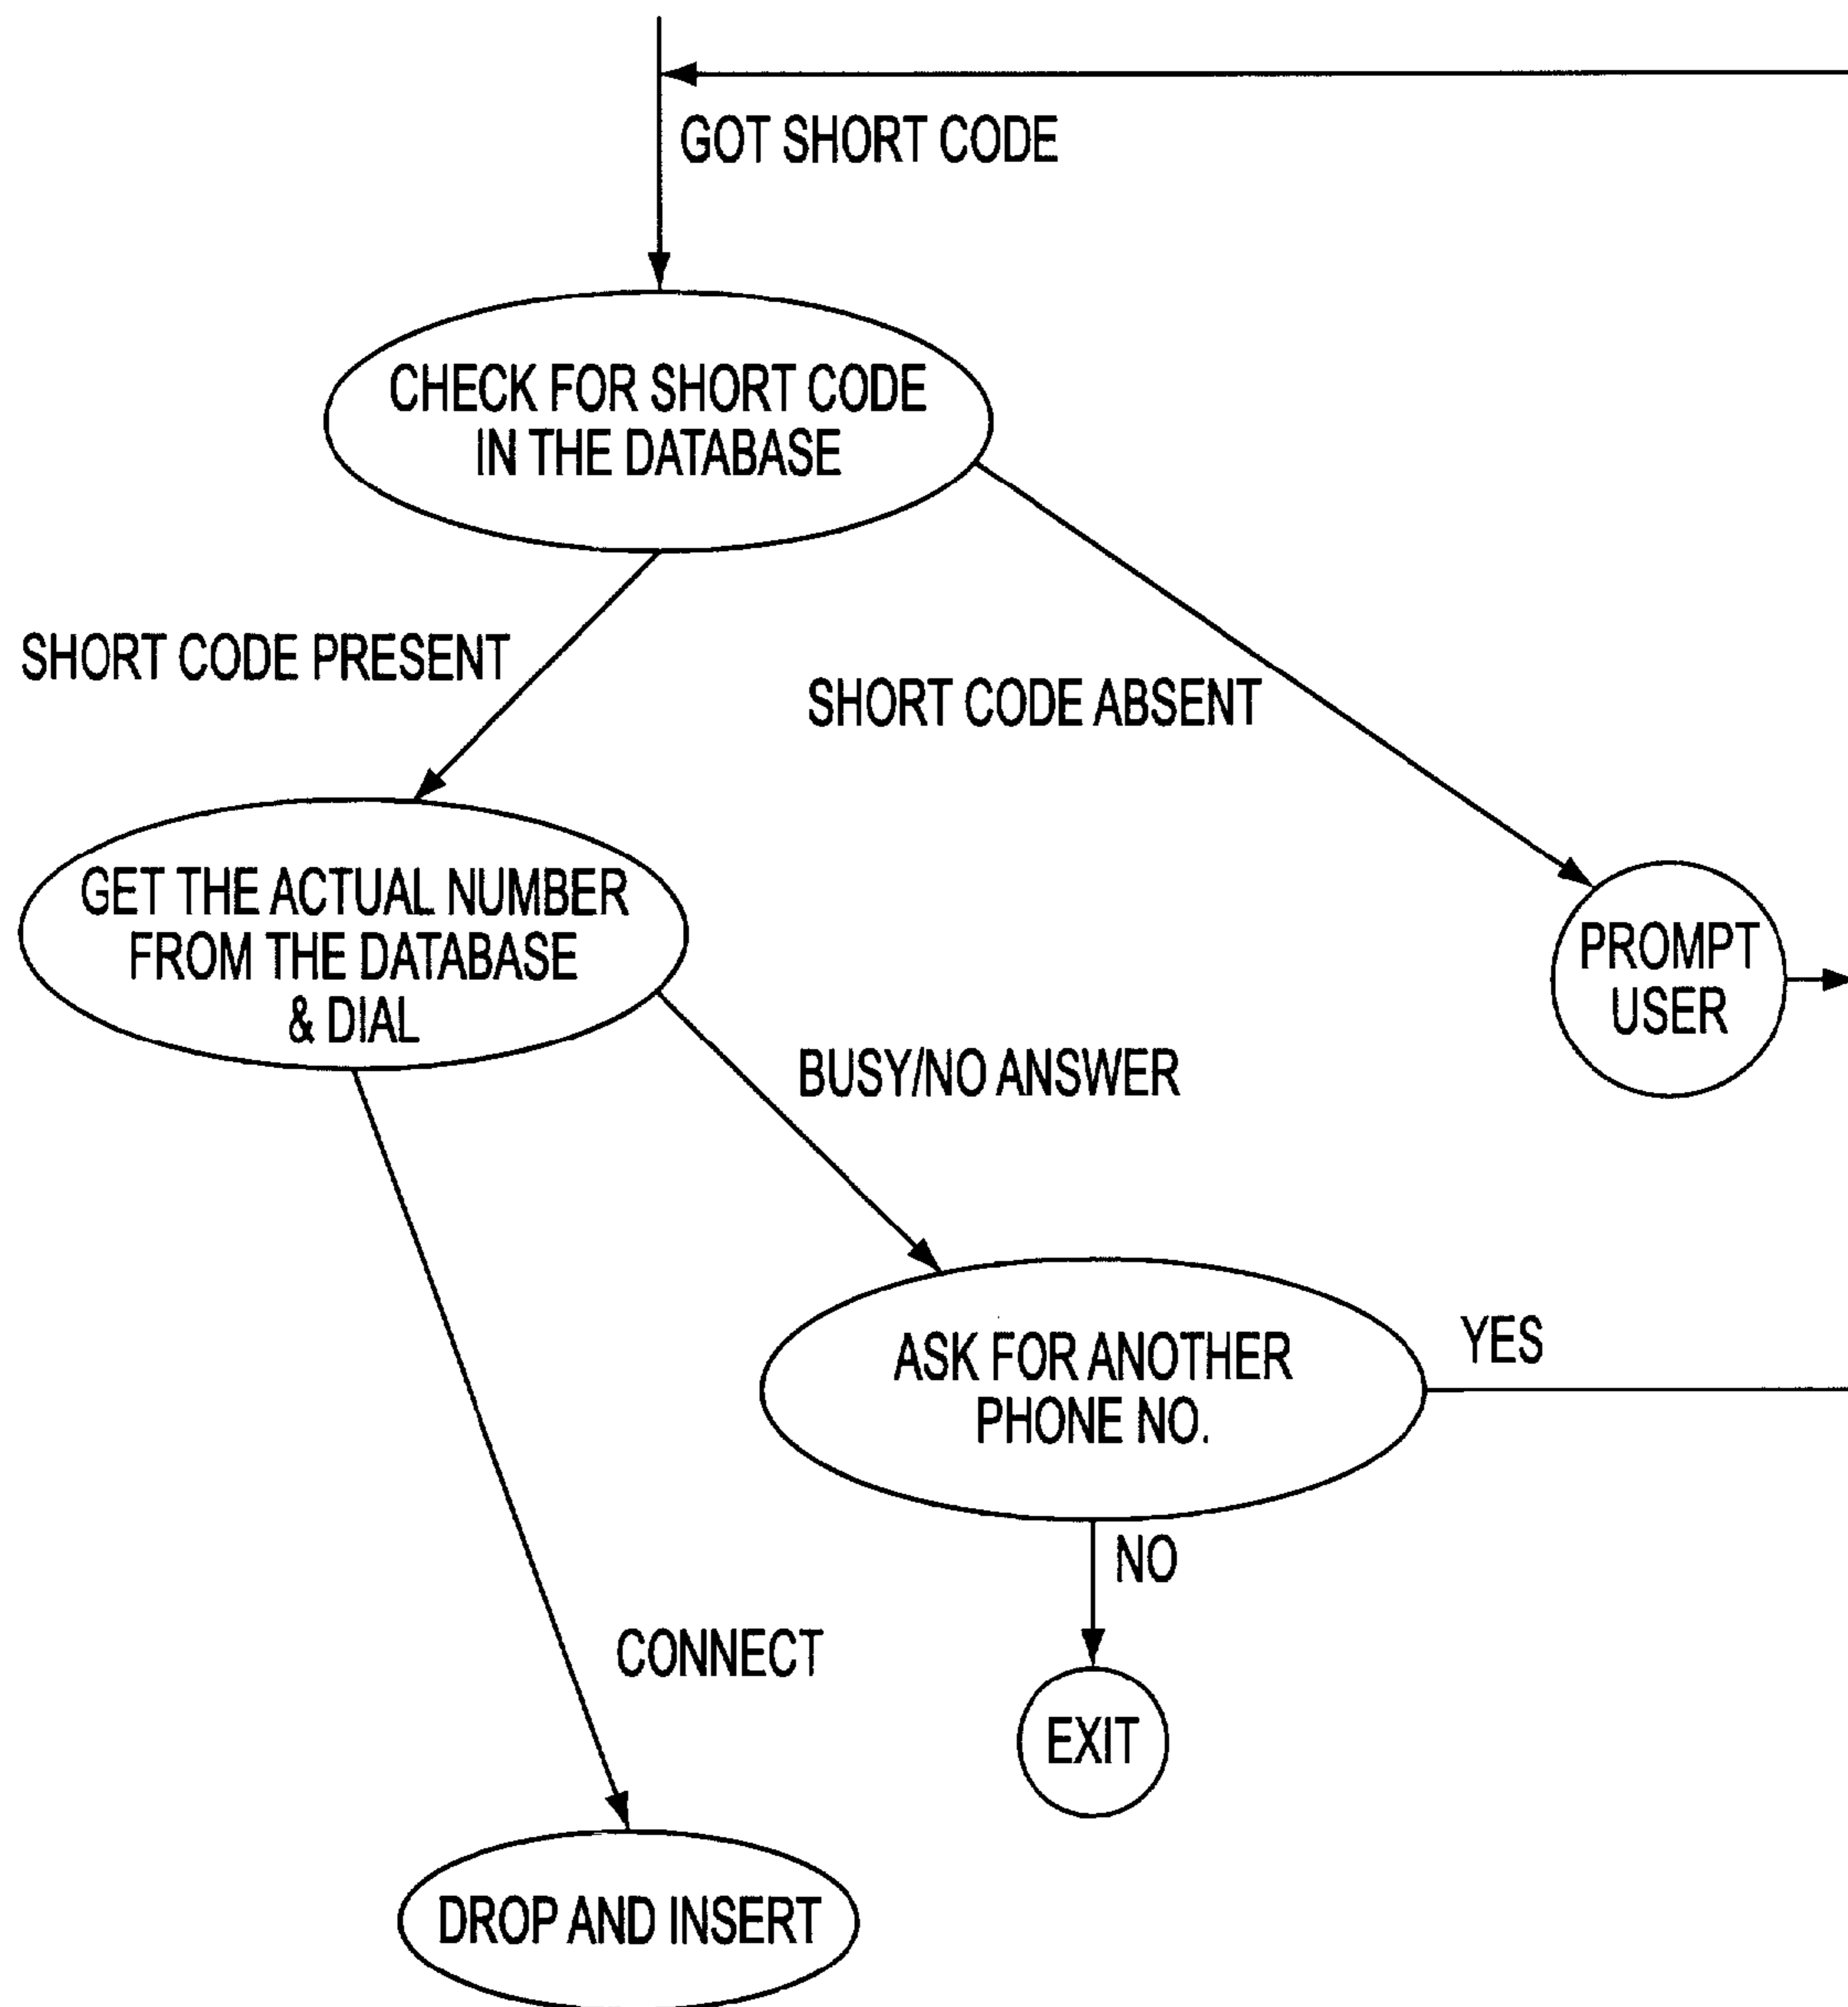 GOT SHORT CODE
CHECK FOR SHORT CODE
IN THE DATABASE
SHORT CODE PRESENT
SHORT CODE ABSENT
GET THE ACTUAL NUMBER
FROM THE DATABASE
& DIAL
PROMPT
USER
BUSY/NO ANSWER
ASK FOR ANOTHER
PHONE NO.
YES
NO
CONNECT
EXIT
DROP AND INSERT